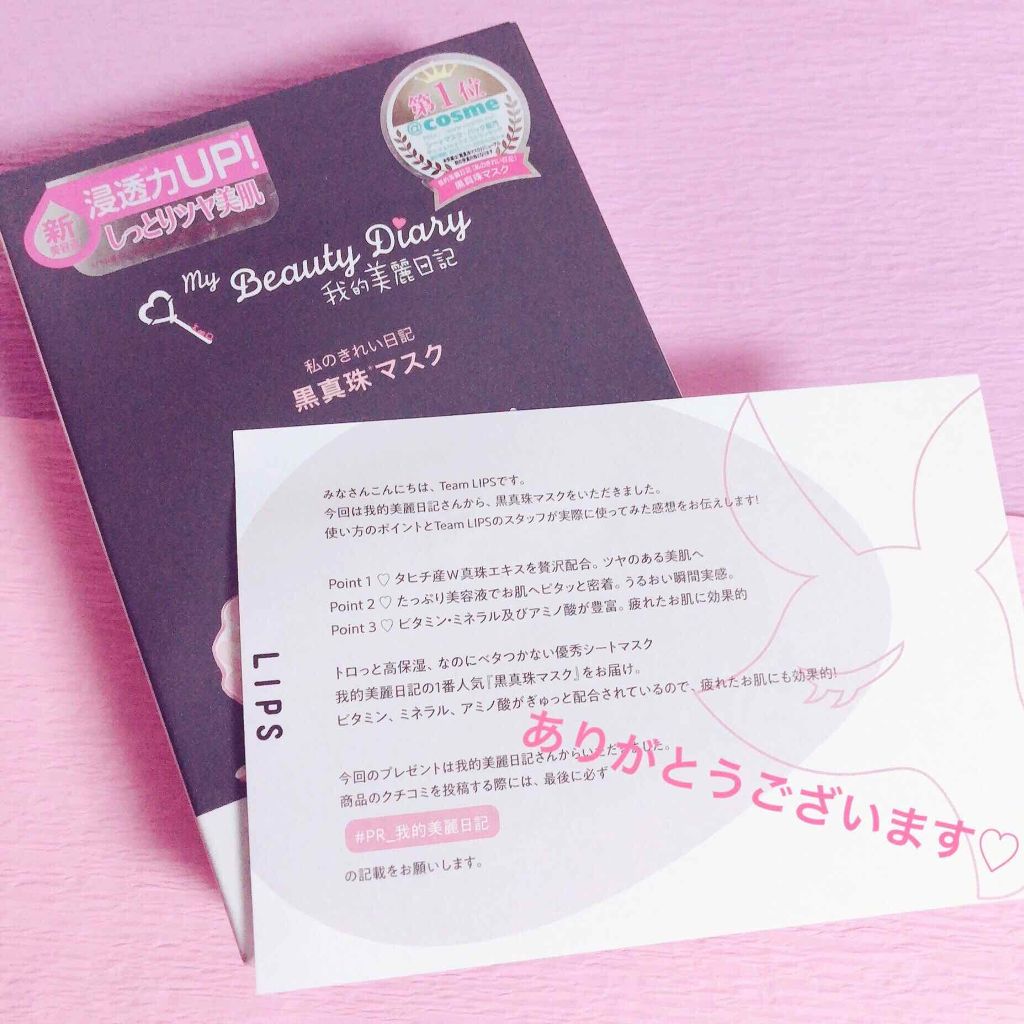 第1位
@cosme
黒真珠マスク
浸透力UP!
新
しっとりツヤ美肌
My Beauty Diary
我的美麗日記
私のきれい日記
黒真珠*マスク
みなさんこんにちは、Team LIPSです。
今回は我的美麗日記さんから、黒真珠マスクをいただきました。
使い方のポイントとTeam LIPSのスタッフが実際に使ってみた感想をお伝えします!
Point 1 ♡ タヒチ産W真珠エキスを贅沢配合。ツヤのある美肌へ
Point 2 ♡ たっぷり美容液でお肌へピタッと密着。うるおい瞬間実感。
Point 3 ♡ ビタミン・ミネラル及びアミノ酸が豊富。疲れたお肌に効果的
トロっと高保湿、なのにベタつかない優秀シートマスク
我的美麗日記の1番人気『黒真珠マスク』をお届け。
ビタミン、ミネラル、アミノ酸がぎゅっと配合されているので、疲れたお肌にも効果的!
LIPS
今回のプレゼントは我的美麗日記さんからいただきました。
商品のクチコミを投稿する際には、最後に必ず
#PR_我的美麗日記
の記載をお願いします。
ありがとうございます♡